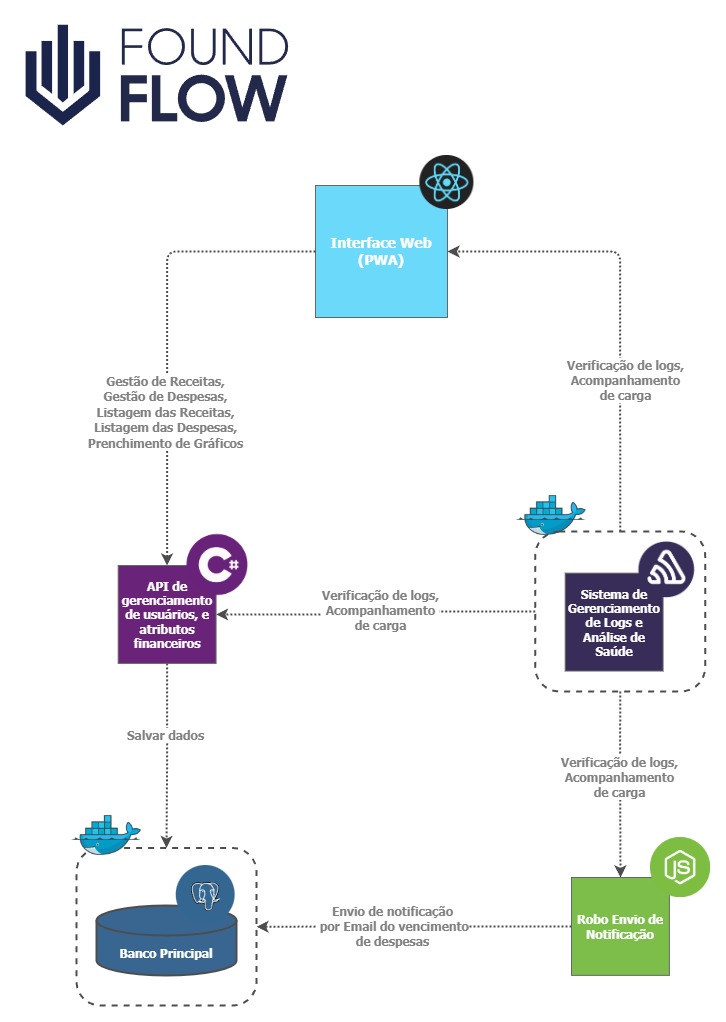 FOUND
FLOW
Interface Web
(PWA)
Verificação de logs,
Acompanhamento
de carga
Gestão de Receitas,
Gestão de Despesas,
Listagem das Receitas,
Listagem das Despesas,
Prenchimento de Gráficos
C#
API de
gerenciamento
de usuários, e
atributos
financeiros
Verificação de logs,
Acompanhamento
de carga
Sistema de
Gerenciamento
de Logs e
Análise de
Saúde
Salvar dados
Verificação de logs,
Acompanhamento
de carga
JS
Robo Envio de
Notificação
Envio de notificação
por Email do vencimento
de despesas
Banco Principal